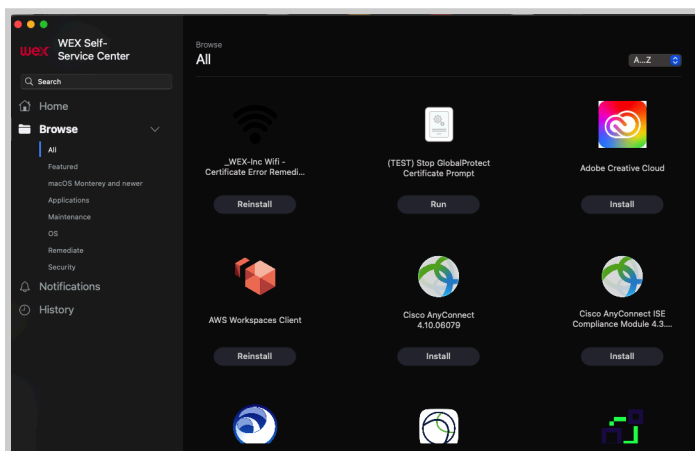 wex
WEX Self-
Service Center
Search
Home
Browse
All
Featured
macOS Monterey and newer
Applications
Maintenance
OS
Remediate
Security
Notifications
History
Browse
All
A...Z
_WEX-Inc Wifi -
Certificate Error Remedi...
Reinstall
(TEST) Stop GlobalProtect
Certificate Prompt
Run
Adobe Creative Cloud
Install
AWS Workspaces Client
Reinstall
Cisco AnyConnect
4.10.06079
Install
Cisco AnyConnect ISE
Compliance Module 4.3....
Install